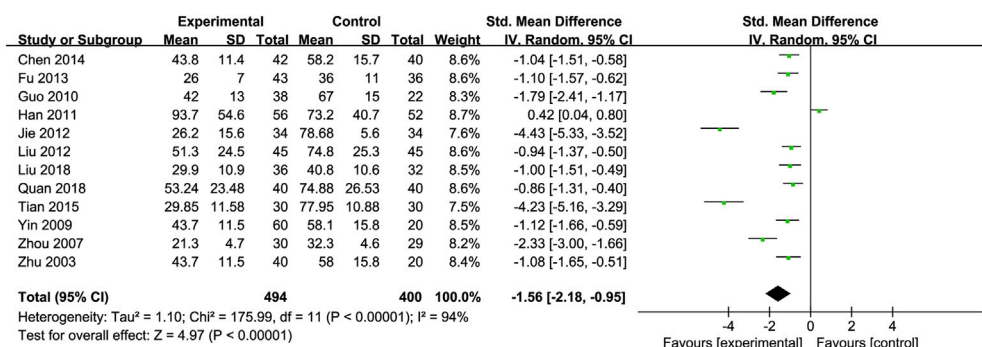 Experimental Control Std. Mean Difference Std. Mean Difference
Study or Subgroup Mean SD Total Mean SD Total Weight IV. Random. 95% CI IV. Random. 95% CI
Chen 2014 43.8 11.4 42 58.2 15.7 40 8.6% -1.04 [-1.51, -0.58]
Fu 2013 26 7 43 36 11 36 8.6% -1.10 [-1.57, -0.62]
Guo 2010 42 13 38 67 15 22 8.3% -1.79 [-2.41, -1.17]
Han 2011 93.7 54.6 56 73.2 40.7 52 8.7% 0.42 [0.04, 0.80]
Jie 2012 26.2 15.6 34 78.68 5.6 34 7.6% -4.43 [-5.33, -3.52]
Liu 2012 51.3 24.5 45 74.8 25.3 45 8.7% -0.94 [-1.37, -0.50]
Liu 2018 29.9 10.9 36 40.8 10.6 32 8.5% -1.00 [-1.51, -0.49]
Quan 2018 53.24 23.48 40 74.88 26.53 40 8.6% -0.86 [-1.31, -0.40]
Tian 2015 29.85 11.58 30 77.95 10.88 30 7.5% -4.23 [-5.16, -3.29]
Yin 2009 43.7 11.5 60 58.1 15.8 20 8.5% -1.12 [-1.66, -0.59]
Zhou 2007 21.3 4.7 30 32.3 4.6 29 8.2% -2.33 [-3.00, -1.66]
Zhu 2003 43.7 11.5 40 58 15.8 20 8.4% -1.08 [-1.65, -0.51]
Total (95% CI) 494 400 100.0% -1.56 [-2.18, -0.95]
Heterogeneity: Tau² = 1.10; Chi² = 175.99, df = 11 (P < 0.00001); I² = 94%
Test for overall effect: Z = 4.97 (P < 0.00001)
-4 -2 0 2 4
Favours [experimental] Favours [control]